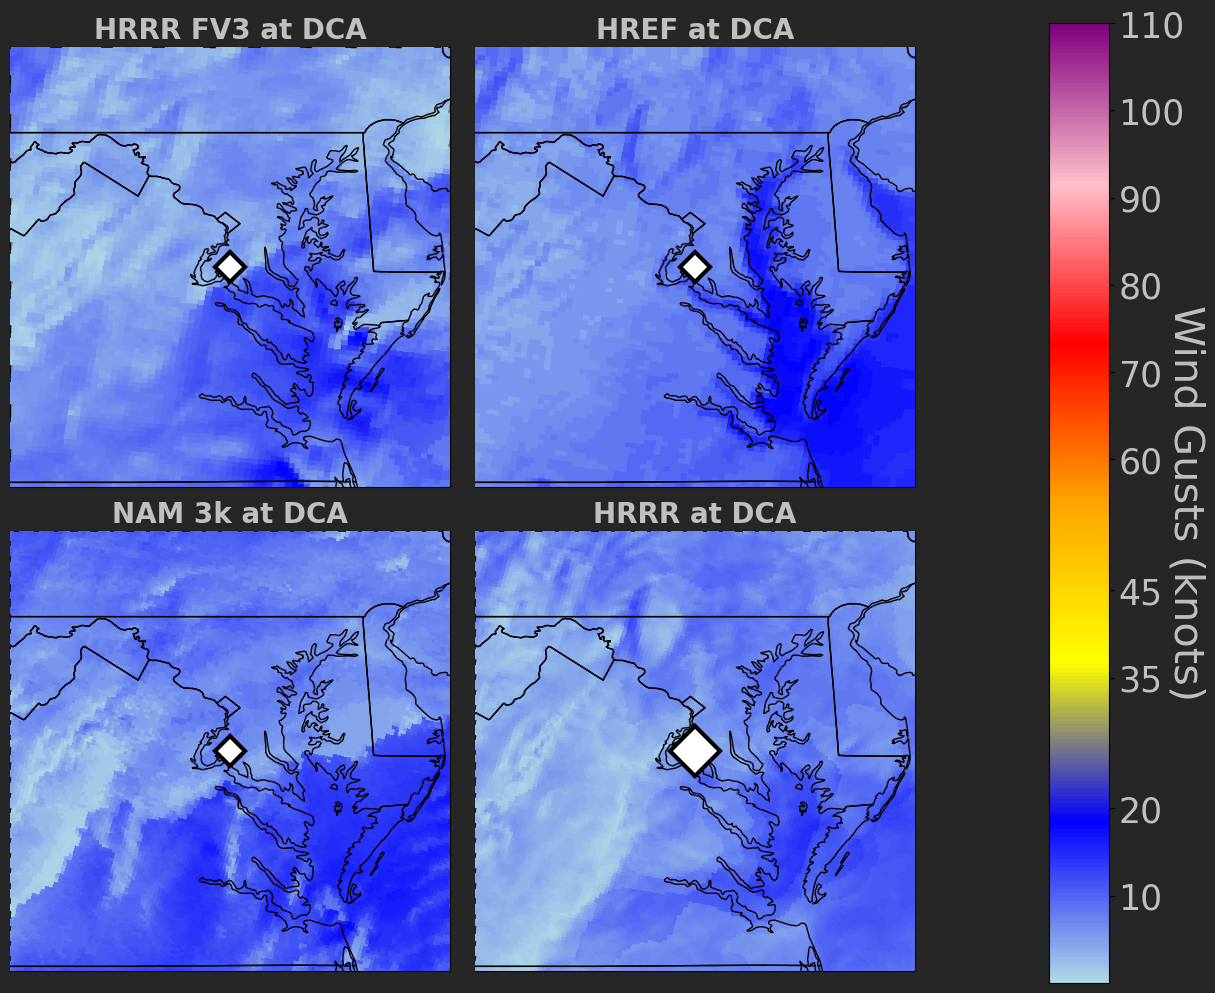 HRRR FV3 at DCA
HREF at DCA
NAM 3k at DCA
HRRR at DCA
110
100
90
80
70
60
45
35
20
10
Wind Gusts (knots)